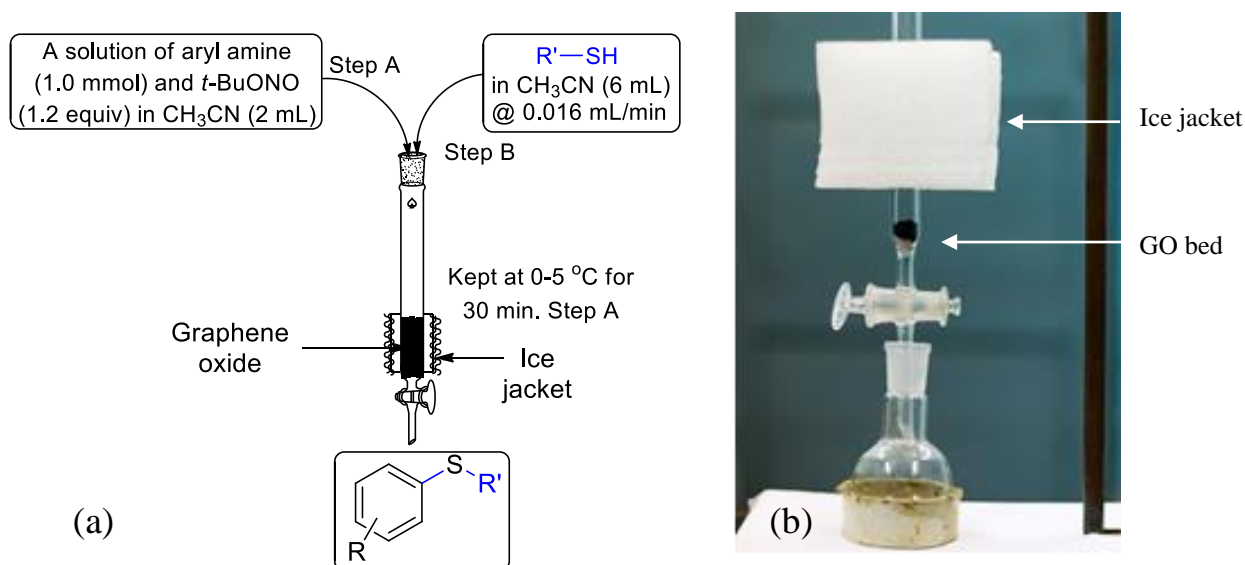 A solution of aryl amine
(1.0 mmol) and t-BuONO
(1.2 equiv) in CH₃CN (2 mL)
Step A
R'—SH
in CH₃CN (6 mL)
@ 0.016 mL/min
Step B
Kept at 0-5 °C for
30 min. Step A
Graphene
oxide
Ice
jacket
S
R'
R
(a)
Ice jacket
GO bed
(b)